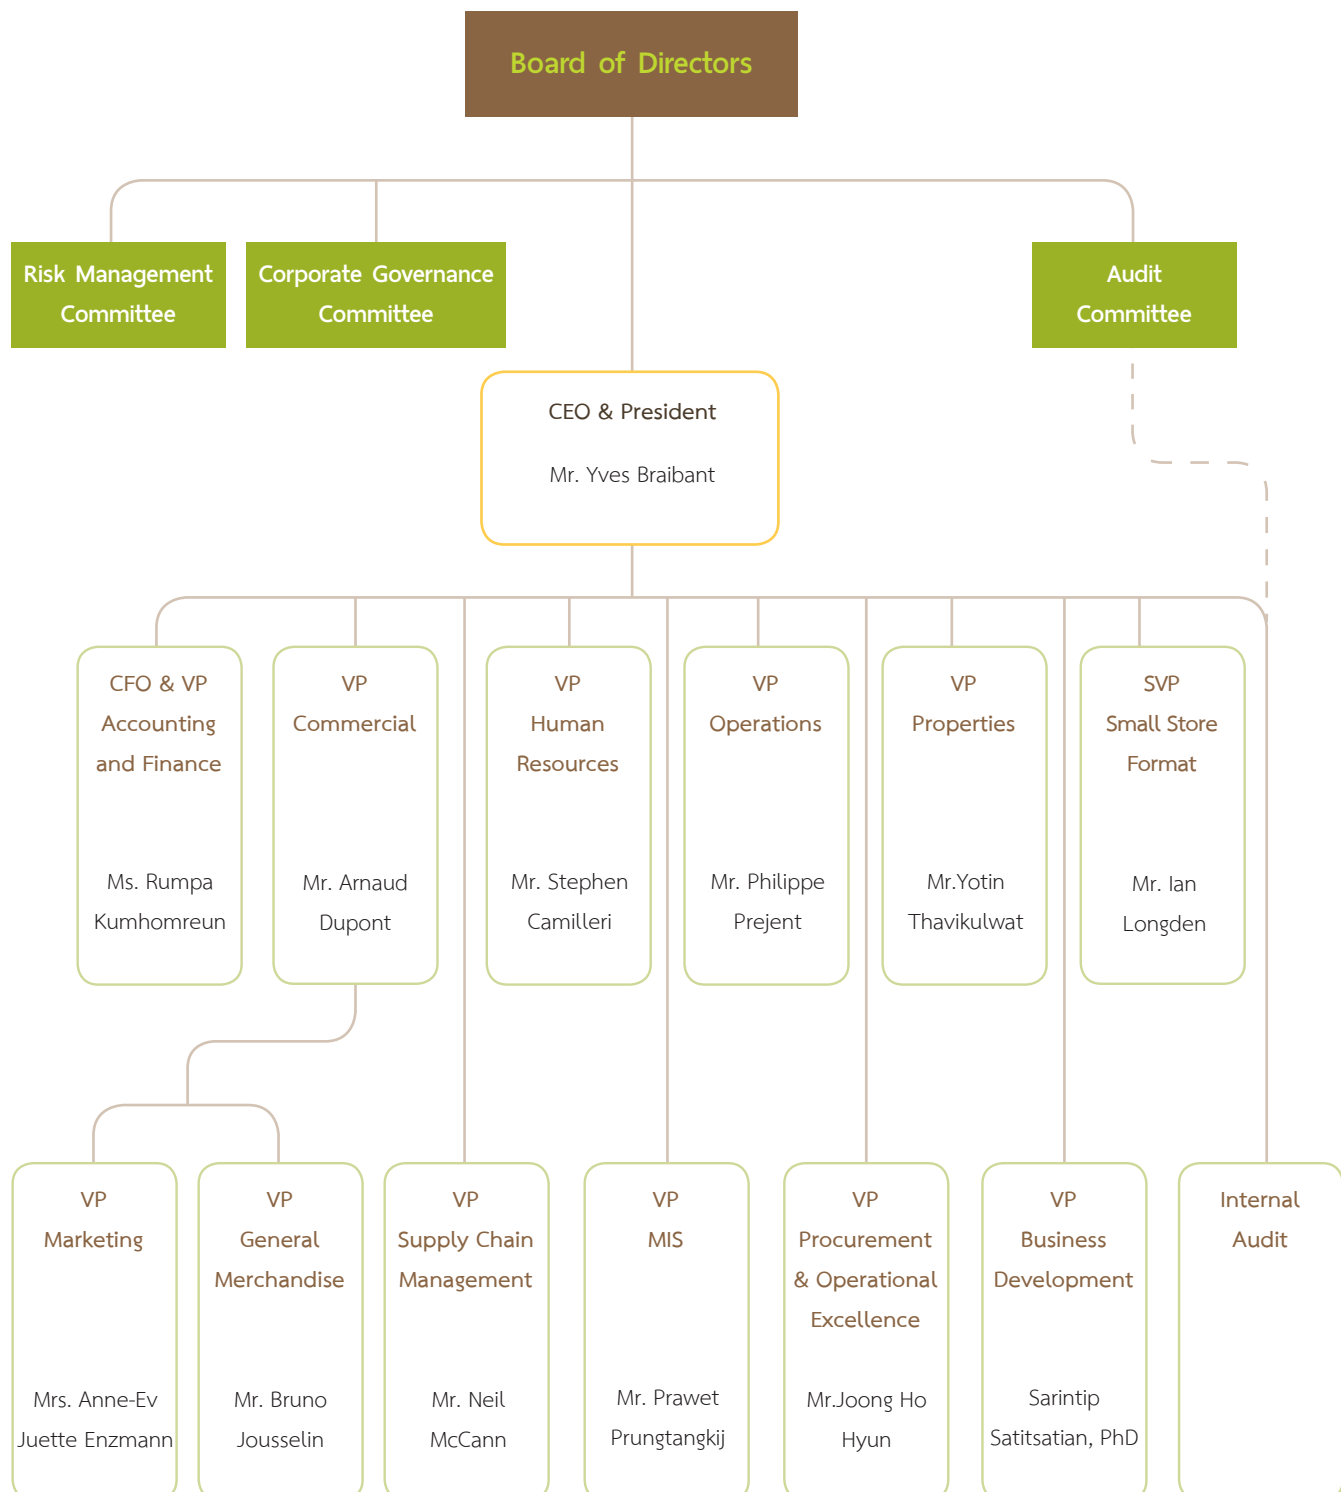 Board of Directors
Risk Management
Committee
Corporate Governance
Committee
Audit
Committee
CEO & President
Mr. Yves Braibant
CFO & VP
Accounting
and Finance
Ms. Rumpa
Kumhomreun
VP
Commercial
Mr. Arnaud
Dupont
VP
Human
Resources
Mr. Stephen
Camilleri
VP
Operations
Mr. Philippe
Prejent
VP
Properties
Mr.Yotin
Thavikulwat
SVP
Small Store
Format
Mr. Ian
Longden
VP
Marketing
Mrs. Anne-Ev
Juette Enzmann
VP
General
Merchandise
Mr. Bruno
Jousselin
VP
Supply Chain
Management
Mr. Neil
McCann
VP
MIS
Mr. Prawet
Prungtangkij
VP
Procurement
& Operational
Excellence
Mr.Joong Ho
Hyun
VP
Business
Development
Sarintip
Satitsatian, PhD
Internal
Audit